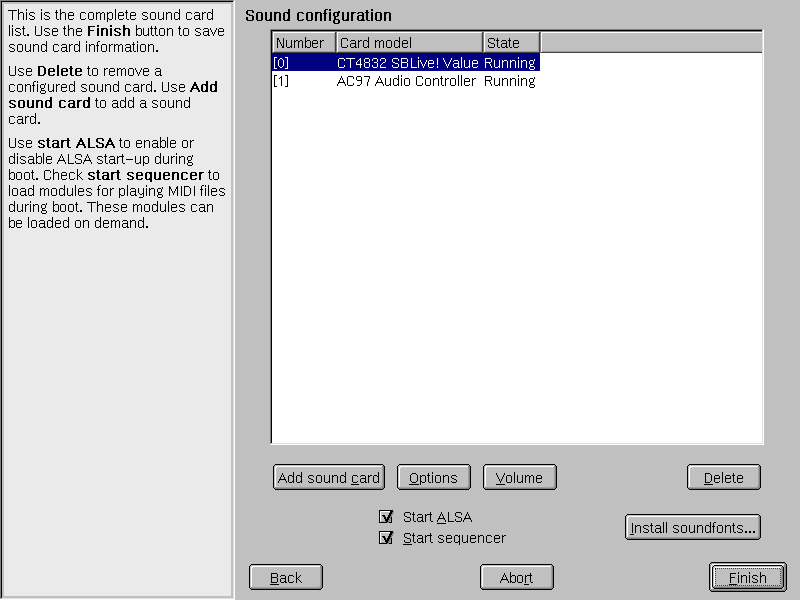 This is the complete sound card
list. Use the Finish button to save
sound card information.
Use Delete to remove a
configured sound card. Use Add
sound card to add a sound
card.
Use start ALSA to enable or
disable ALSA start-up during
boot. Check start sequencer to
load modules for playing MIDI files
during boot. These modules can
be loaded on demand.
Sound configuration
Number Card model State
[0] CT4832 SBLive! Value Running
[1] AC97 Audio Controller Running
Add sound card Options Volume Delete
Start ALSA
Start sequencer
Install soundfonts...
Back Abort Finish